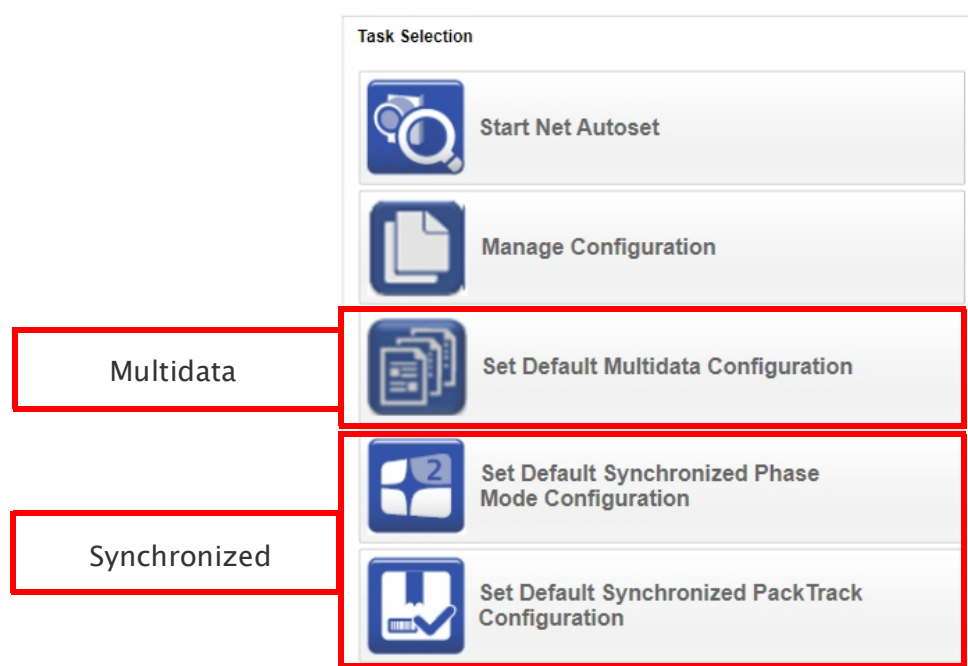 Task Selection
Start Net Autoset
Manage Configuration
Multidata
Set Default Multidata Configuration
2
Set Default Synchronized Phase
Mode Configuration
Synchronized
Set Default Synchronized PackTrack
Configuration